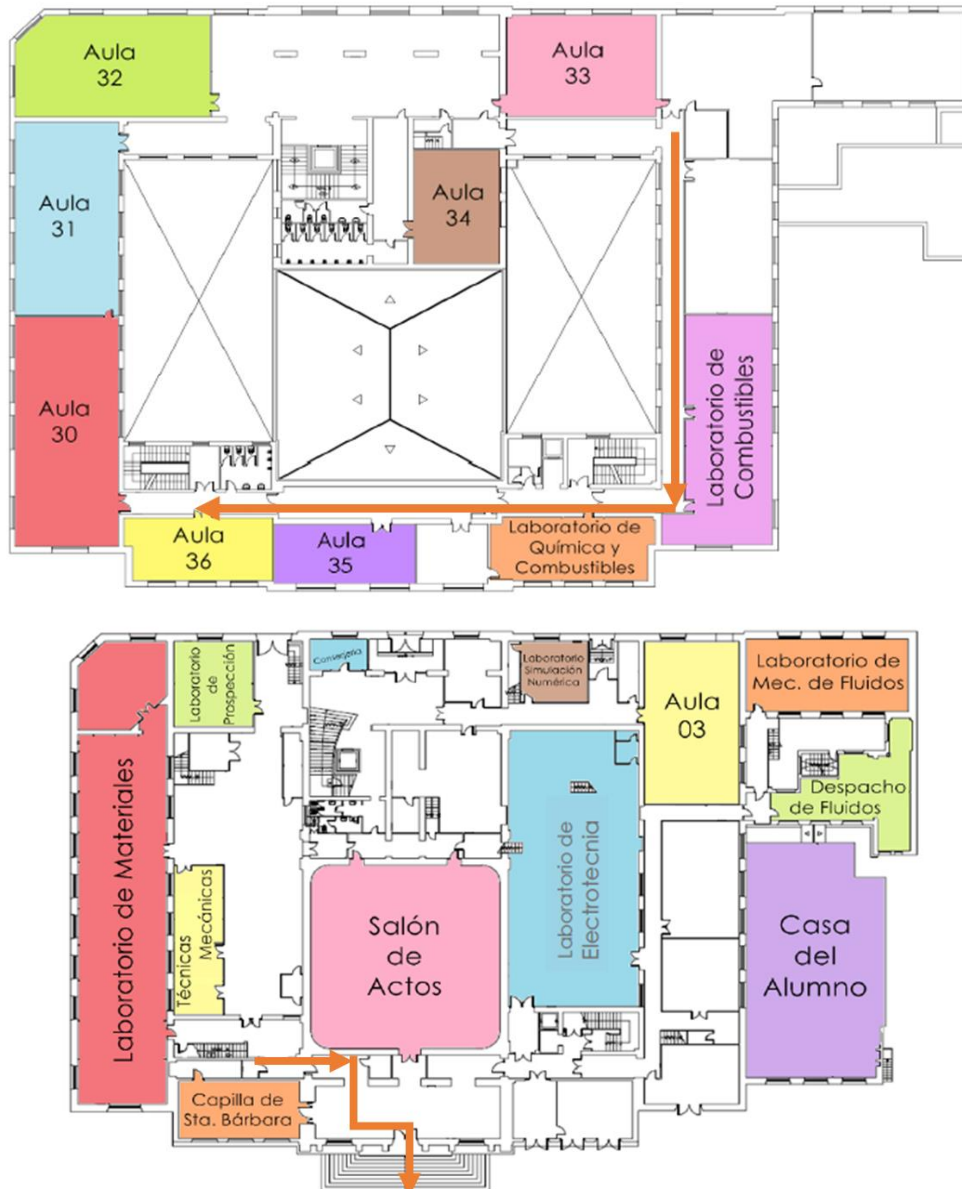 Aula
32
Aula
33
Aula
31
Aula
34
Aula
30
Laboratorio de
Combustibles
Aula
36
Aula
35
Laboratorio de
Química y
Combustibles
Laboratorio
de
Prospección
Conserjería
Laboratorio
Simulación
Numérica
Aula
03
Laboratorio de
Mec. de Fluidos
Despacho
de Fluidos
Laboratorio de Materiales
Técnicas
Mecánicas
Salón
de
Actos
Laboratorio de
Electrotecnia
Casa
del
Alumno
Capilla de
Sta. Bárbara